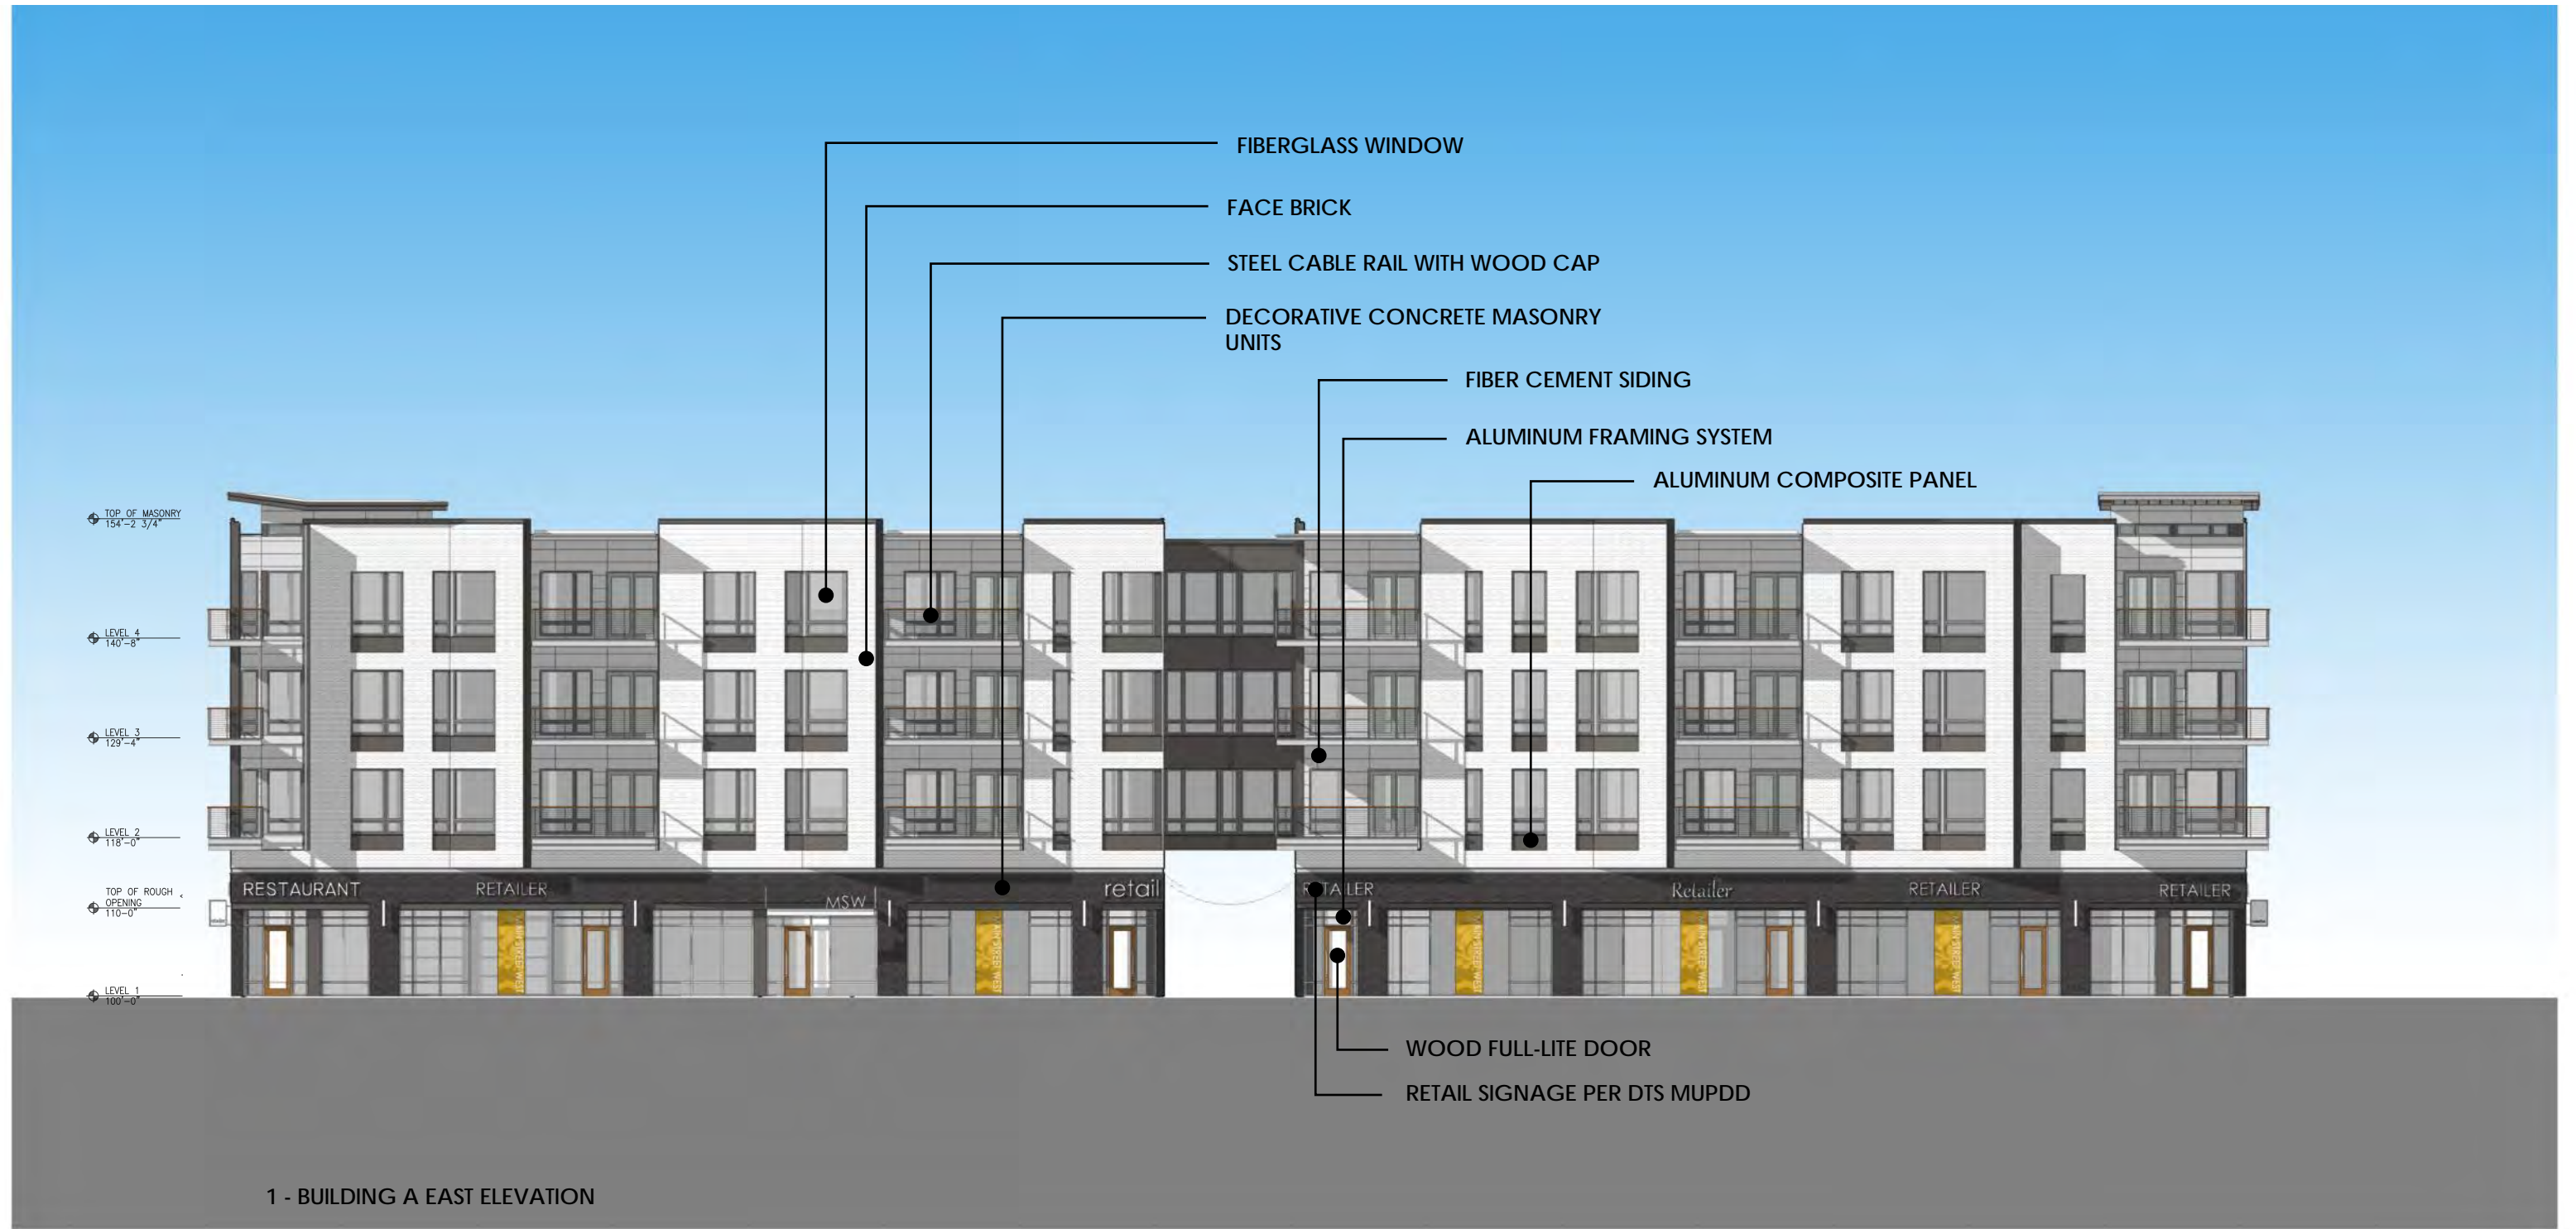 FIBERGLASS WINDOW
FACE BRICK
STEEL CABLE RAIL WITH WOOD CAP
DECORATIVE CONCRETE MASONRY
UNITS
FIBER CEMENT SIDING
ALUMINUM FRAMING SYSTEM
ALUMINUM COMPOSITE PANEL
TOP OF MASONRY
154'-2 3/4"
LEVEL 4
140'-8"
LEVEL 3
129'-4"
LEVEL 2
118'-0"
TOP OF ROUGH
OPENING
110-0"
LEVEL 1
100'-0"
RESTAURANT
RETAILER
MSW
retail
RETAILER
Retailer
RETAILER
RETAILER
WOOD FULL-LITE DOOR
RETAIL SIGNAGE PER DTS MUPDD
1 - BUILDING A EAST ELEVATION